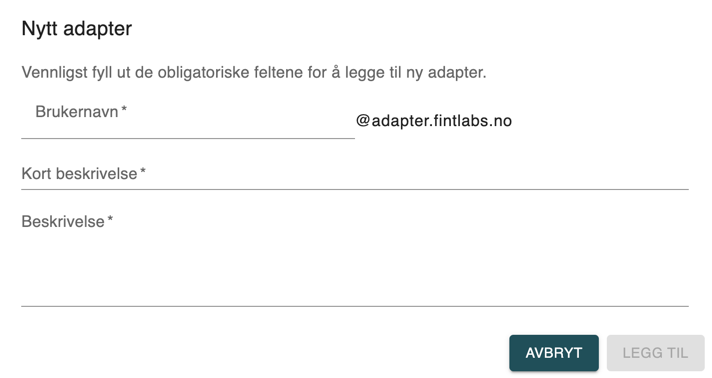 Nytt adapter
Vennligst fyll ut de obligatoriske feltene for å legge til ny adapter.
Brukernavn *
@adapter.fintlabs.no
Kort beskrivelse *
Beskrivelse *
AVBRYT
LEGG TIL